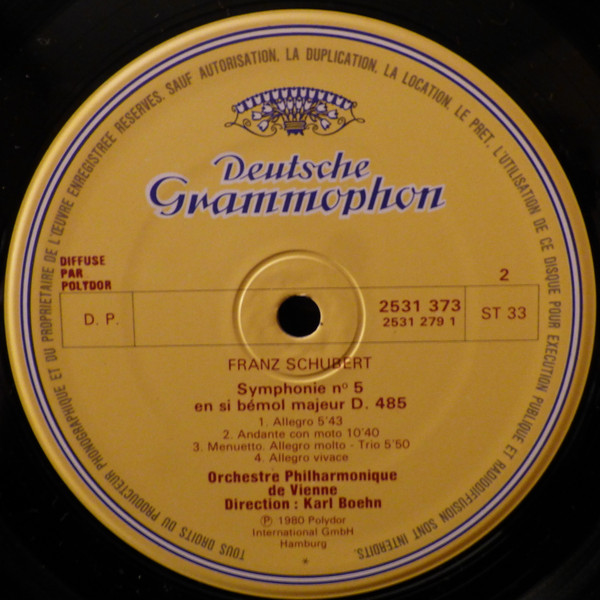 TOUS DROITS DU PRODUCTEUR PHONOGRAPHIQUE ET DU PROPRIETAIRE DE L'ŒUVRE ENREGISTREE RESERVES. SAUF AUTORISATION, LA DUPLICATION, LA LOCATION, LE PRET, L'UTILISATION DE CE DISQUE POUR EXECUTION PUBLIQUE ET RADIODIFFUSION SONT INTERDITS.
Deutsche
Grammophon
DIFFUSE
PAR
POLYDOR
2
D. P.
2531 373
2531 279 1
ST 33
FRANZ SCHUBERT
Symphonie nº 5
en si bémol majeur D. 485
1. Allegro 5'43
2. Andante con moto 10'40
3. Menuetto. Allegro molto - Trio 5'50
4. Allegro vivace
Orchestre Philharmonique
de Vienne
Direction : Karl Boehn
Ⓟ 1980 Polydor
International GmbH
Hamburg
*